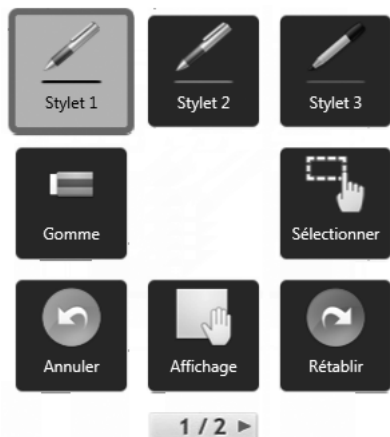 Stylet 1
Stylet 2
Stylet 3
Gomme
Sélectionner
Annuler
Affichage
Rétablir
1 / 2